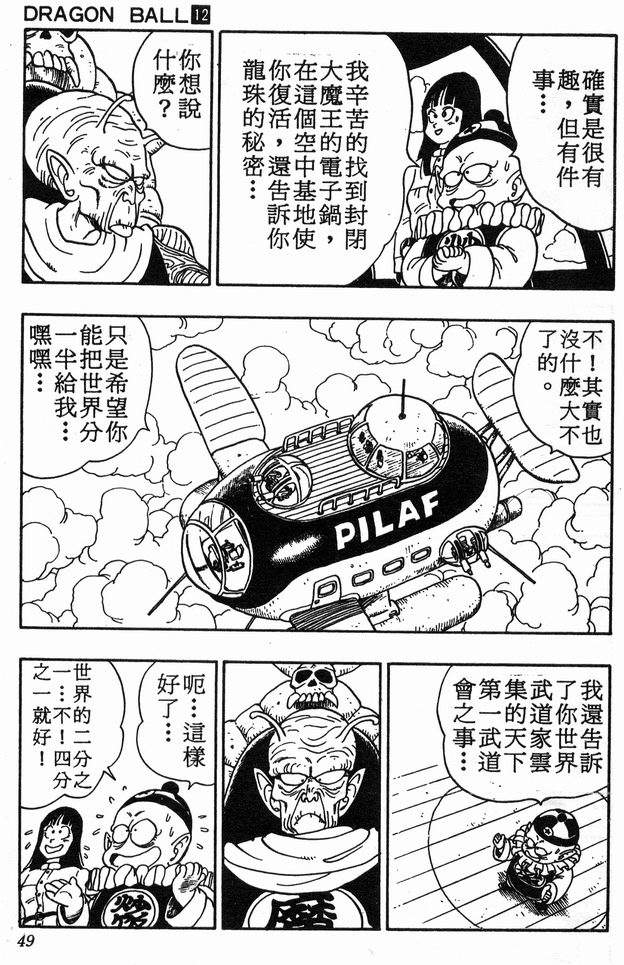 DRAGON BALL 12
確實是很有
趣，但有件
事…
我辛苦的找到封閉
大魔王的電子鍋，
在這個空中基地使
你復活，還告訴你
龍珠的秘密…
你想說
什麼？
不！其實也
沒什麼大不
了的。
PILAF
只是希望你
能把世界分
一半給我…
嘿嘿…
我還告訴
了你世界
武道家雲
集的天下
第一武道
會之事…
魔
呃…這樣
好了…
世界的二分之
一…不！四分
之一就好！
49